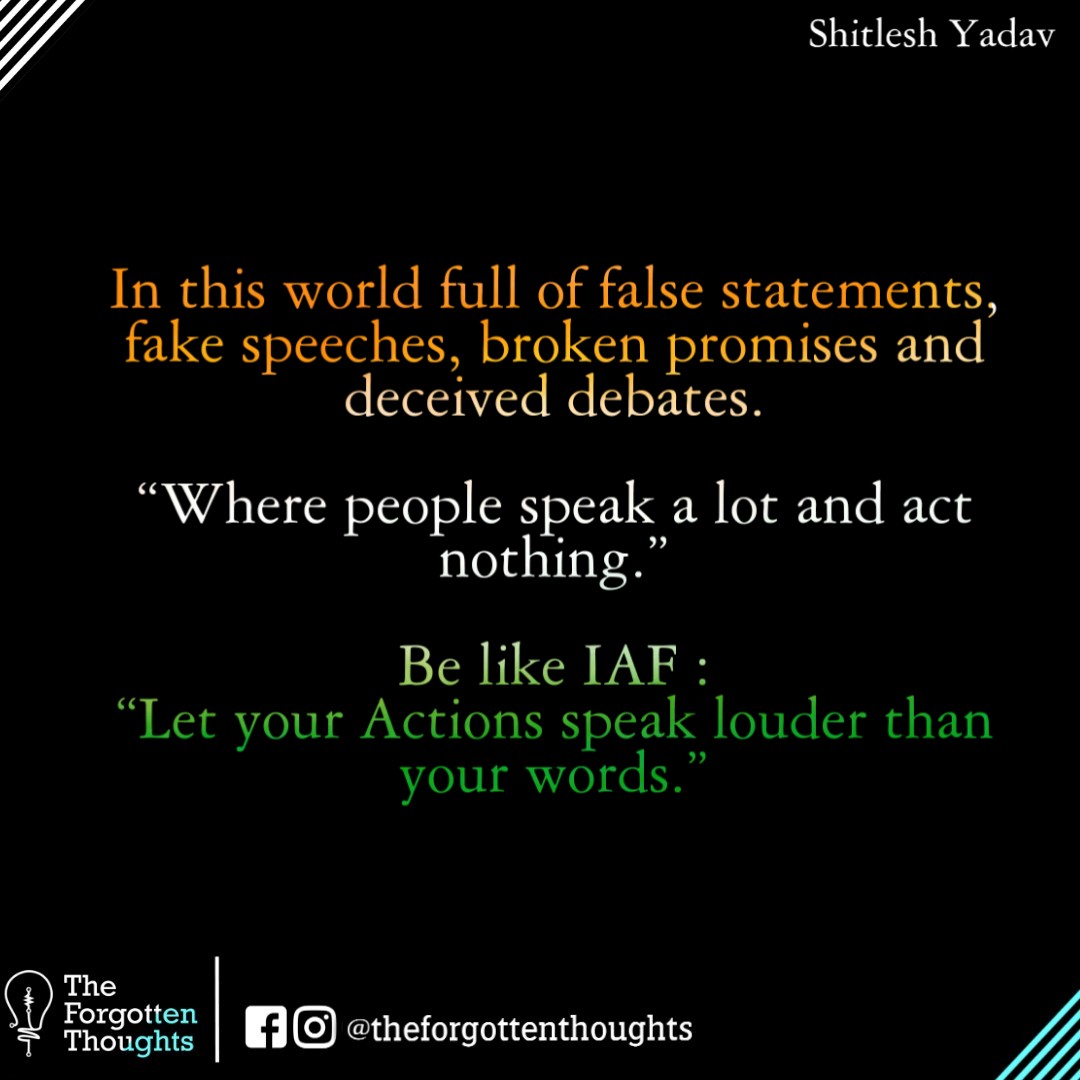 Shitlesh Yadav
In this world full of false statements,
fake speeches, broken promises and
deceived debates.
“Where people speak a lot and act
nothing.”
Be like IAF :
“Let your Actions speak louder than
your words.”
The
Forgotten
Thoughts
@theforgottenthoughts